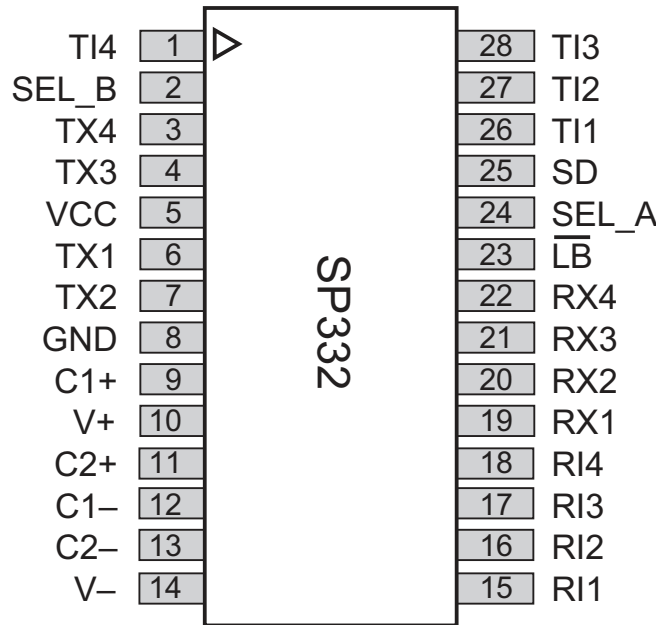 TI4 1 28 TI3
SEL_B 2 27 TI2
TX4 3 26 TI1
TX3 4 25 SD
VCC 5 24 SEL_A
TX1 6 23 L̅B̅
TX2 7 22 RX4
GND 8 21 RX3
C1+ 9 20 RX2
V+ 10 19 RX1
C2+ 11 18 RI4
C1– 12 17 RI3
C2– 13 16 RI2
V– 14 15 RI1
SP332